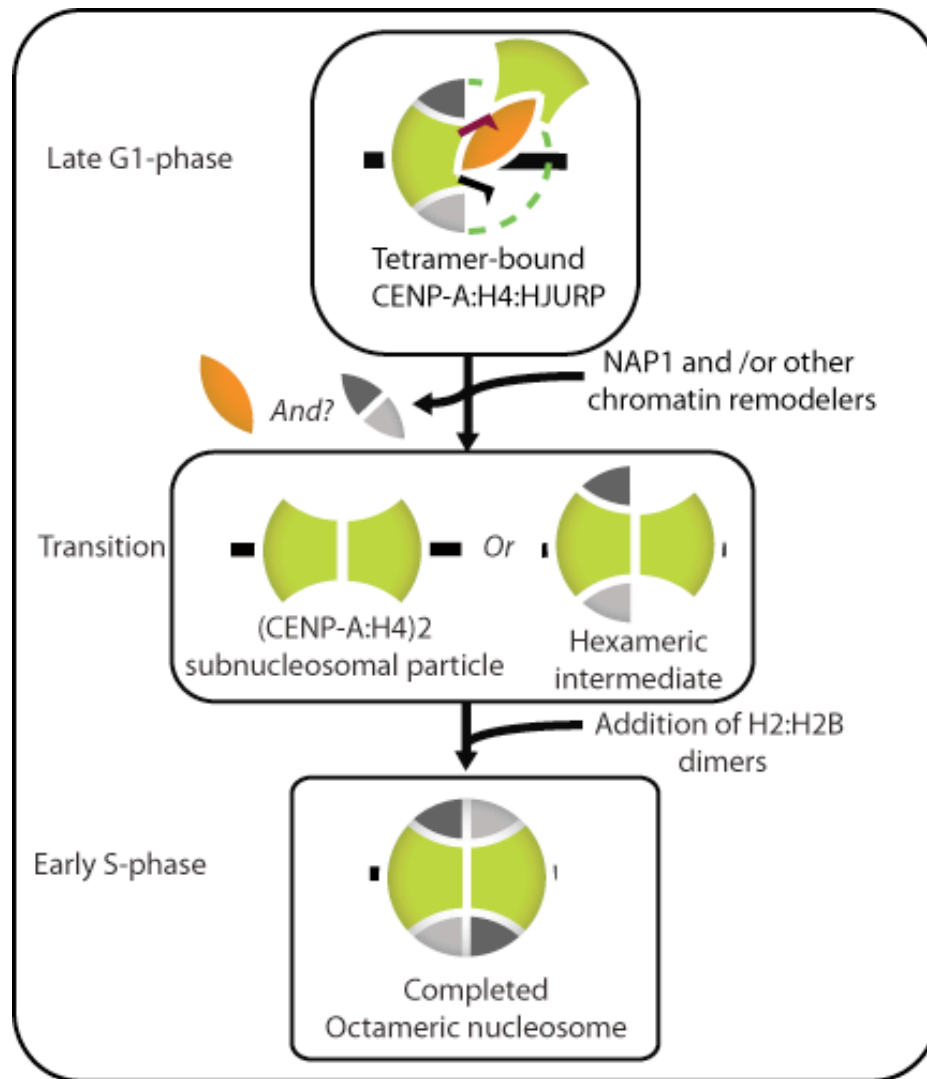 Late G1-phase
Tetramer-bound
CENP-A:H4:HJURP
NAP1 and /or other
chromatin remodelers
And?
Transition
Or
(CENP-A:H4)2
subnucleosomal particle
Hexameric
intermediate
Addition of H2:H2B
dimers
Early S-phase
Completed
Octameric nucleosome